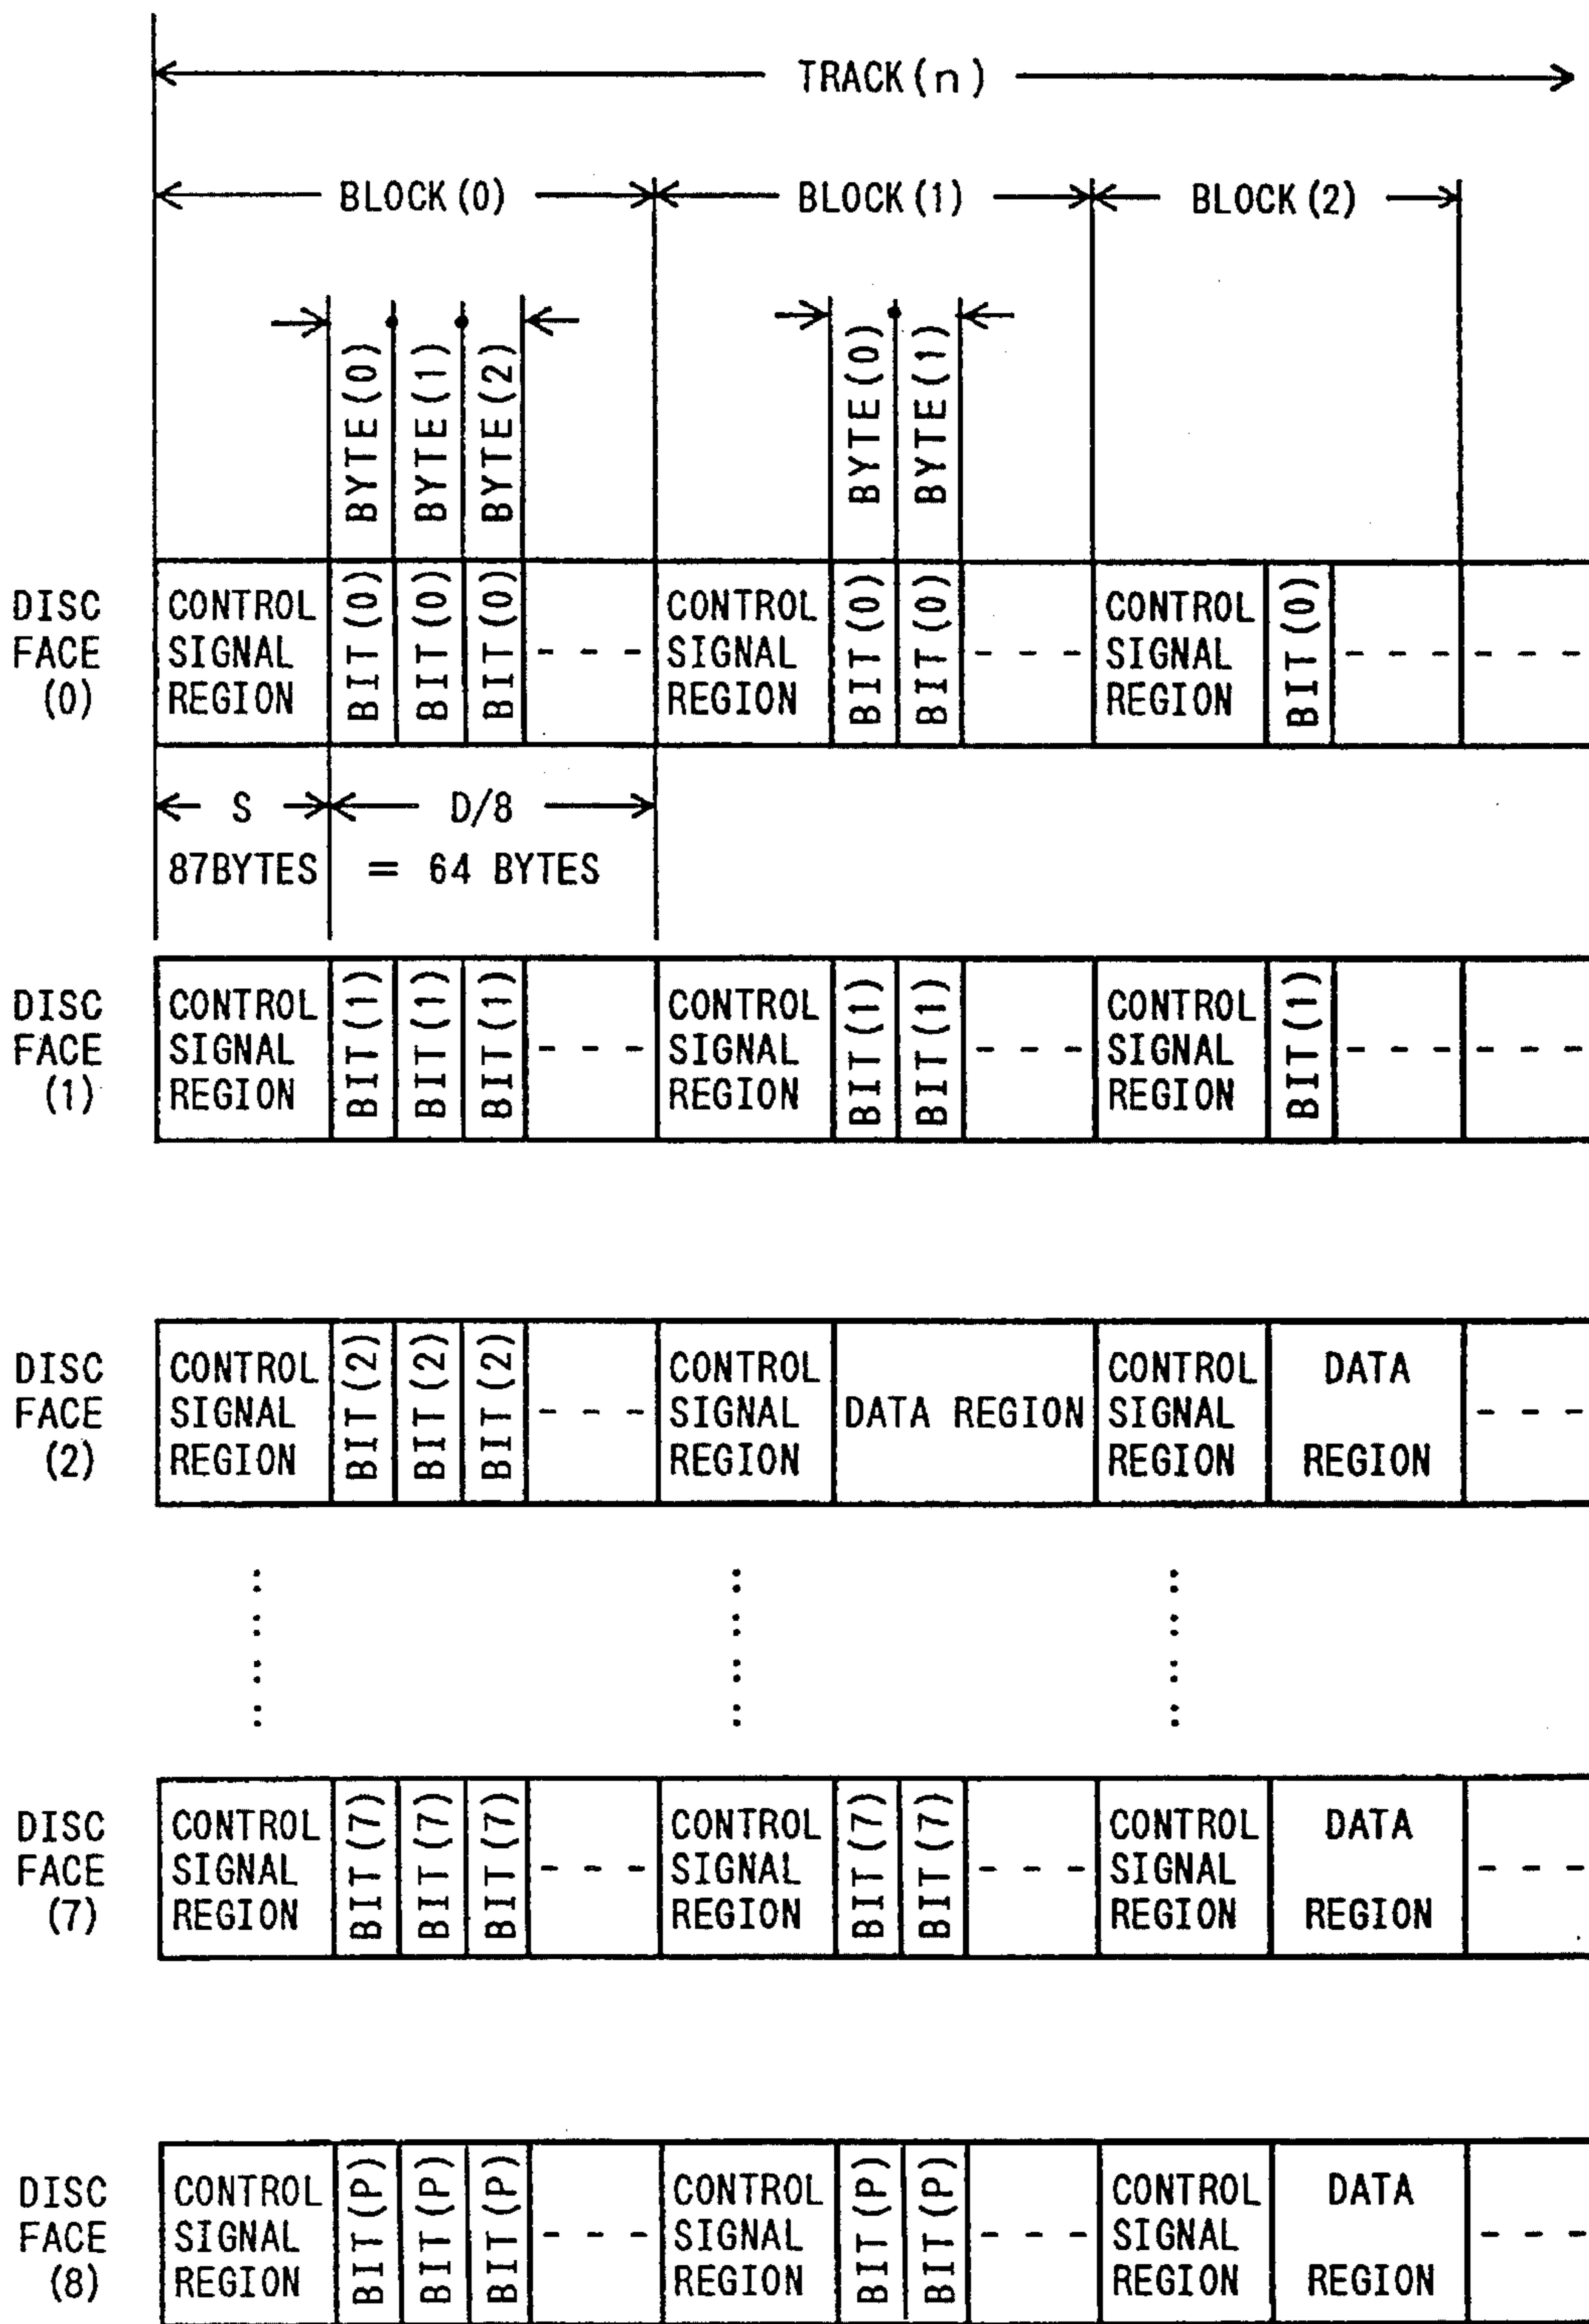 TRACK(n)
BLOCK(0) BLOCK(1) BLOCK(2)
BYTE(0) BYTE(1) BYTE(2) BYTE(0) BYTE(1)
DISC FACE (0)
CONTROL SIGNAL REGION
BIT(0) BIT(0) BIT(0) - - -
CONTROL SIGNAL REGION
BIT(0) BIT(0) - - -
CONTROL SIGNAL REGION
BIT(0) - - - - - -
S D/8
87BYTES = 64 BYTES
DISC FACE (1)
CONTROL SIGNAL REGION
BIT(1) BIT(1) BIT(1) - - -
CONTROL SIGNAL REGION
BIT(1) BIT(1) - - -
CONTROL SIGNAL REGION
BIT(1) - - - - - -
DISC FACE (2)
CONTROL SIGNAL REGION
BIT(2) BIT(2) BIT(2) - - -
CONTROL SIGNAL REGION
DATA REGION
CONTROL SIGNAL REGION
DATA REGION - - -
DISC FACE (7)
CONTROL SIGNAL REGION
BIT(7) BIT(7) BIT(7) - - -
CONTROL SIGNAL REGION
BIT(7) BIT(7) - - -
CONTROL SIGNAL REGION
DATA REGION - - -
DISC FACE (8)
CONTROL SIGNAL REGION
BIT(P) BIT(P) BIT(P) - - -
CONTROL SIGNAL REGION
BIT(P) BIT(P) - - -
CONTROL SIGNAL REGION
DATA REGION - - -